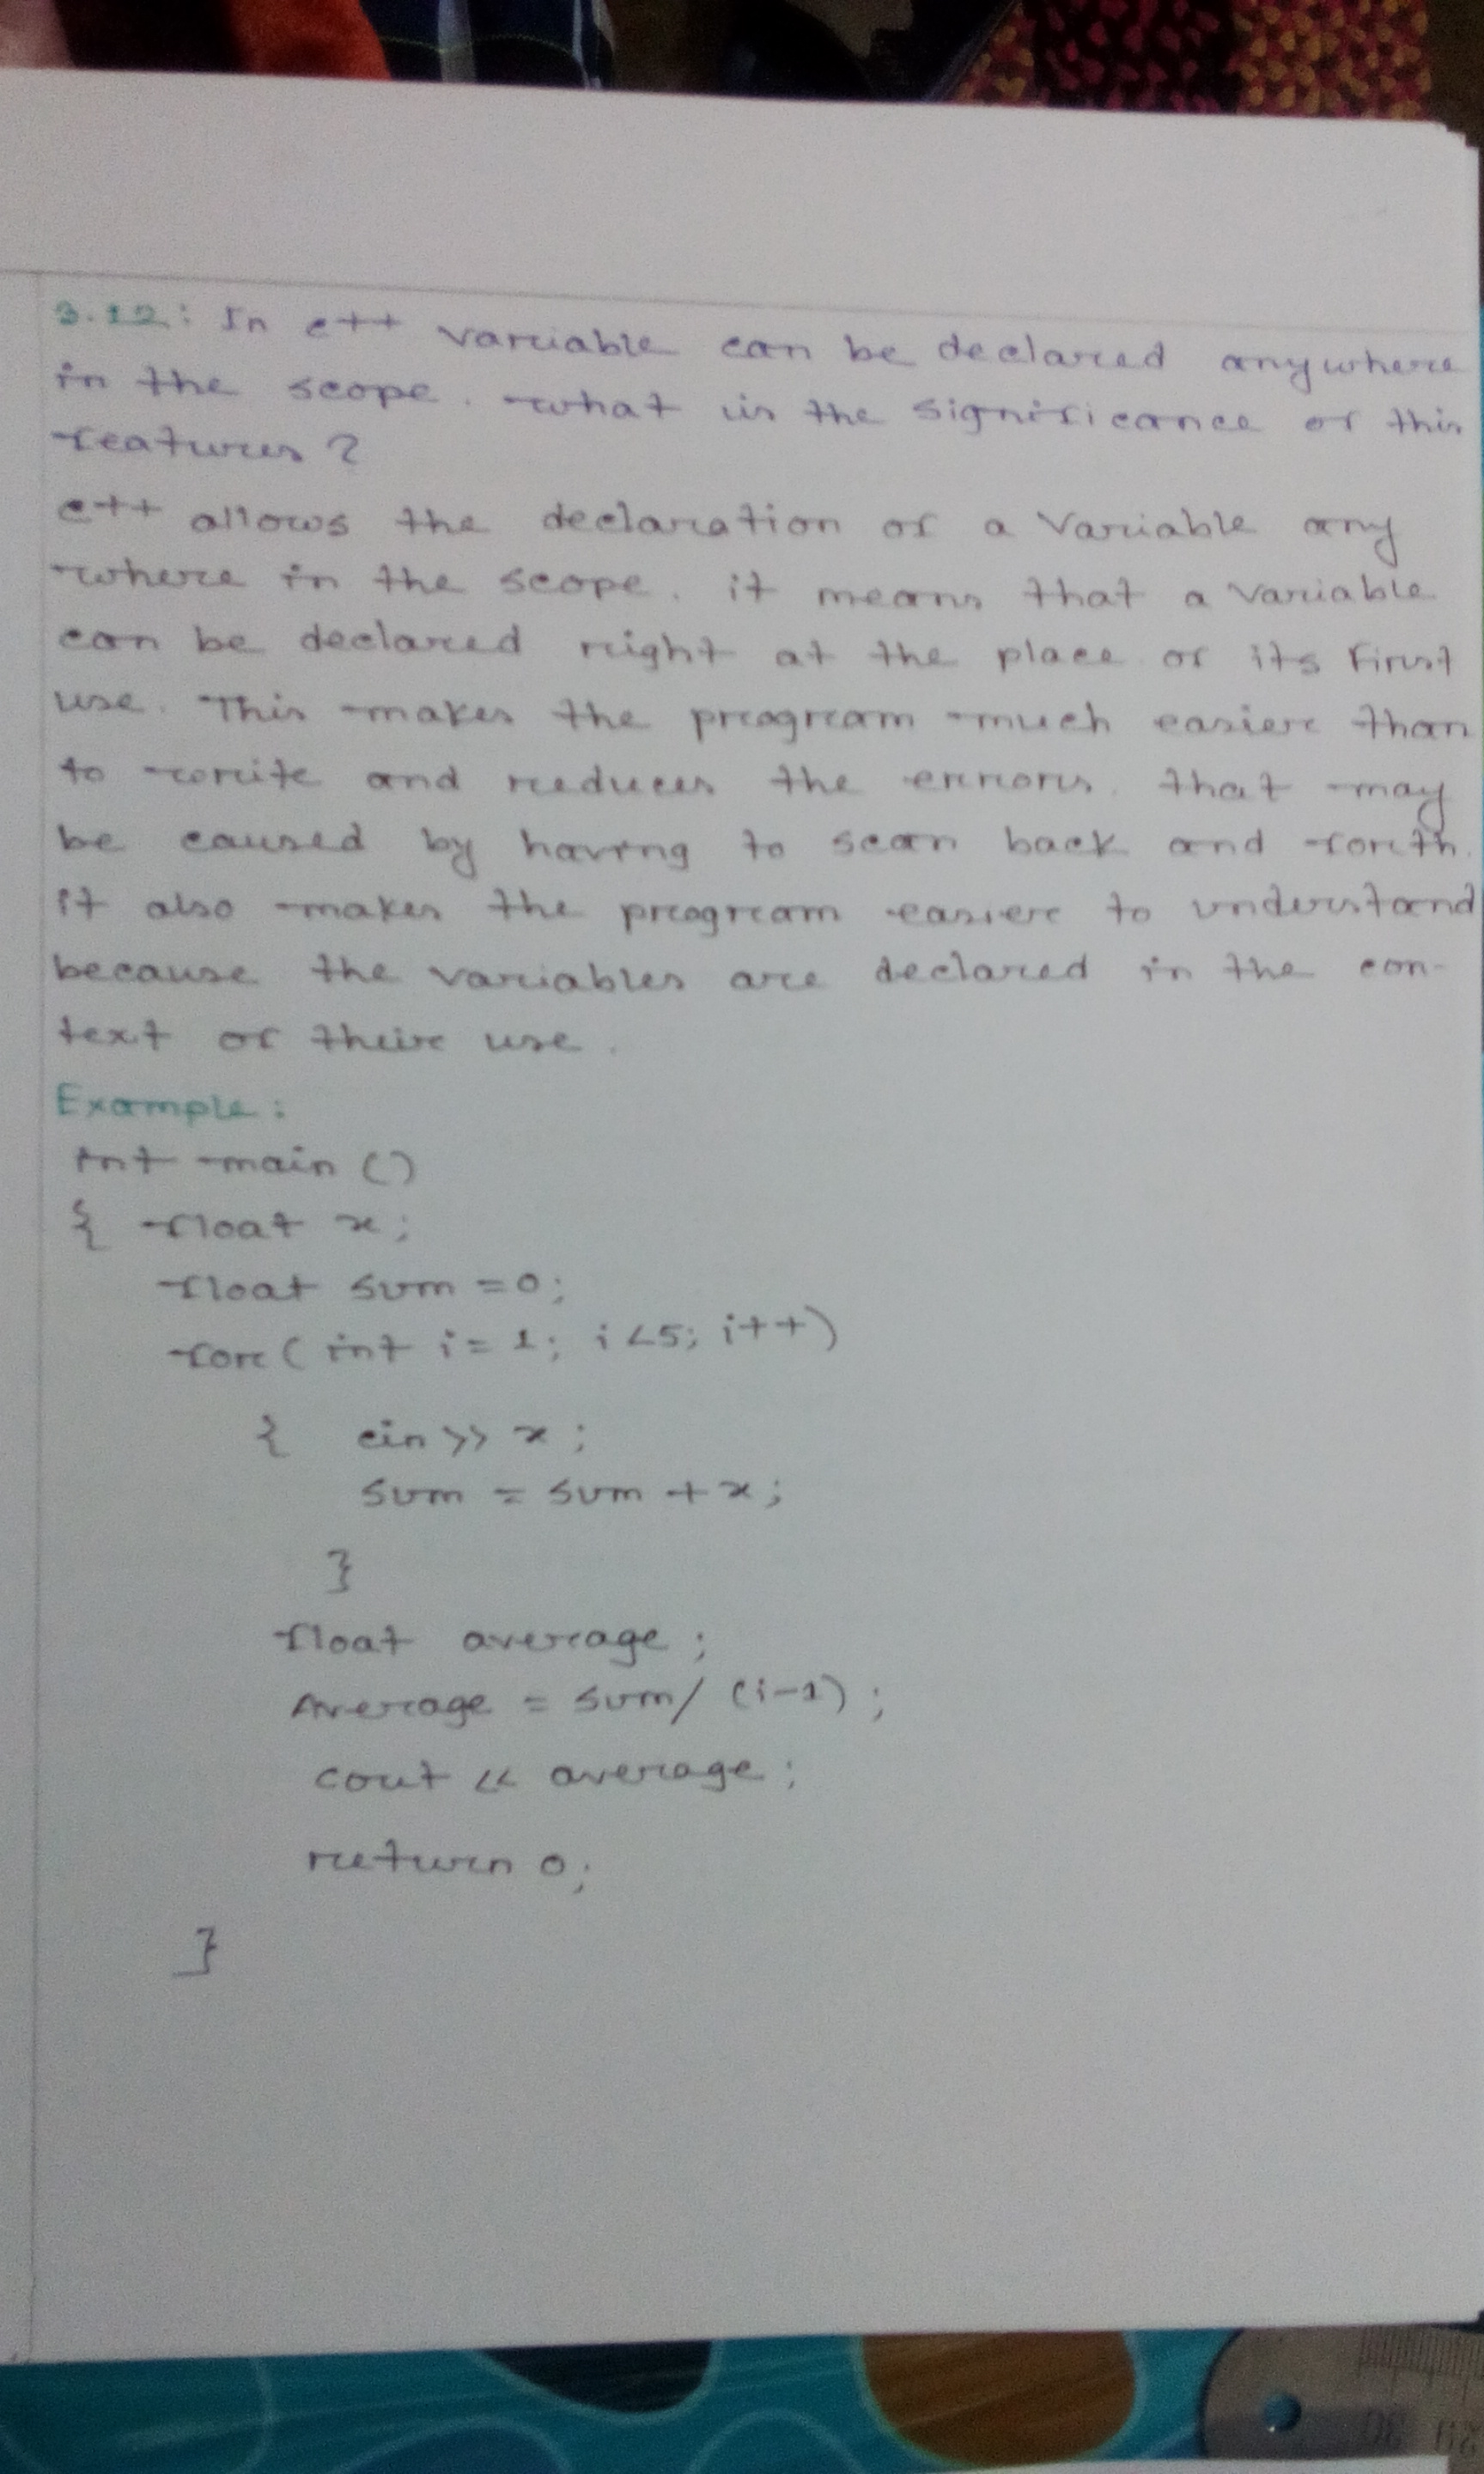 3.12: In c++ variable can be declared anywhere
in the scope. what is the significance of this
features?
c++ allows the declaration of a variable any
where in the scope. it means that a variable
can be declared right at the place of its first
use. This makes the program much easier than
to write and reduces the errors. that may
be caused by having to scan back and forth.
it also makes the program easier to understand
because the variables are declared in the con-
text of their use.
Example:
int main ()
{ float x;
float sum = 0;
for( int i = 1; i <5; i++)
{ cin >> x ;
sum = sum + x;
}
float average ;
Average = sum/ (i-1) ;
cout << average ;
return 0;
}
30